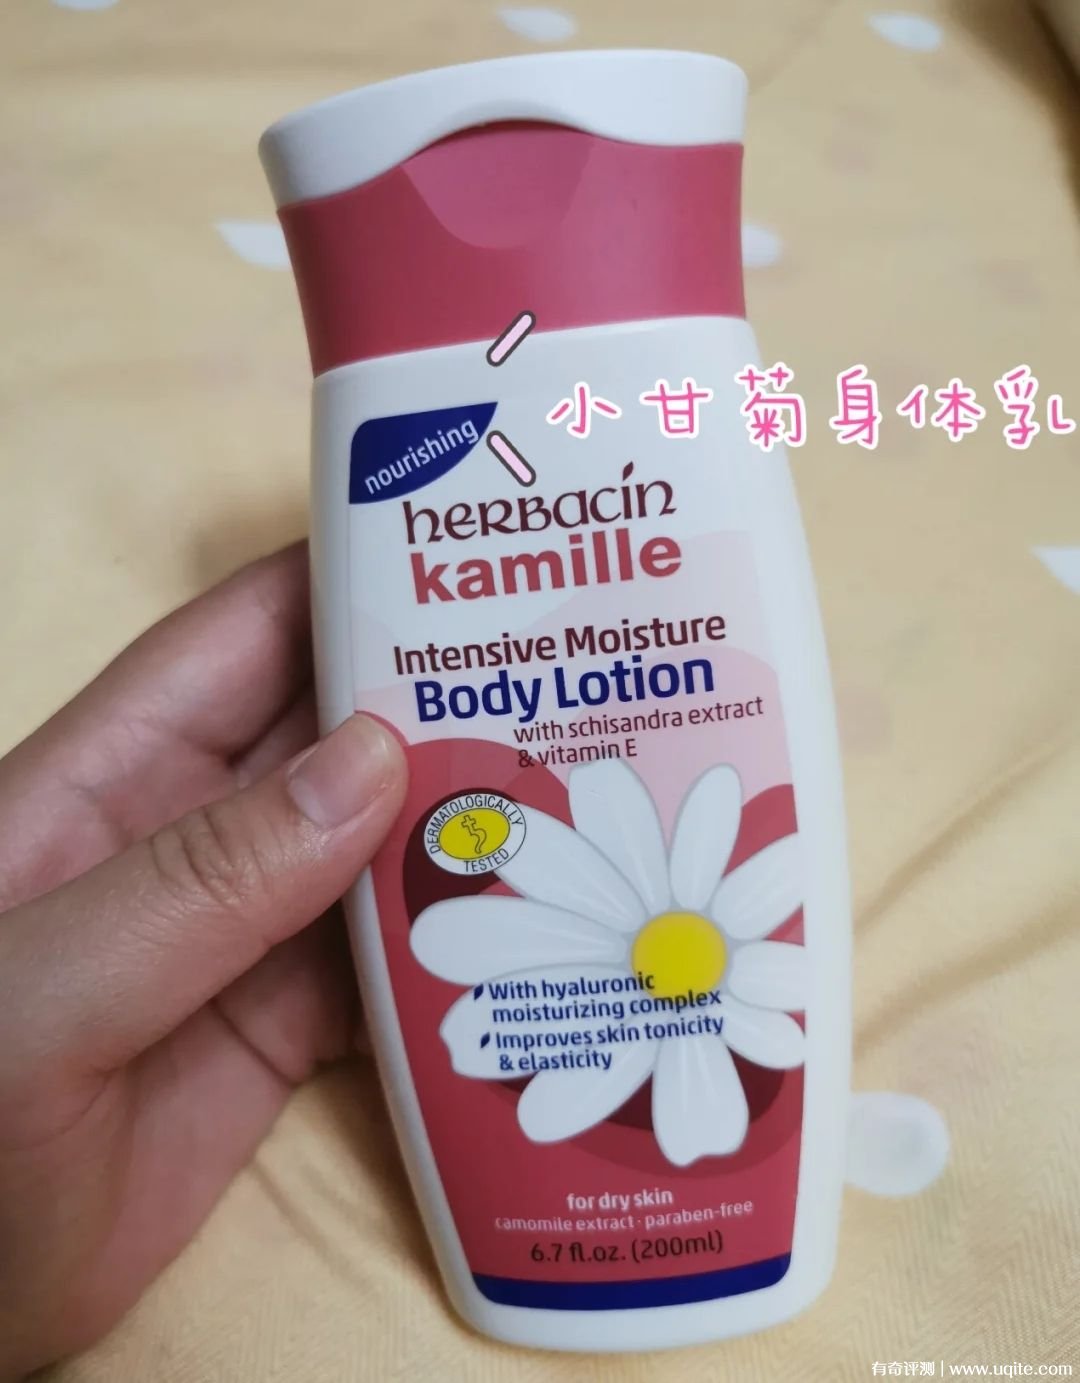 小甘菊身体乳
nourishing
herbacin
kamille
Intensive Moisture
Body Lotion
with schisandra extract
& vitamin E
DERMATOLOGICALLY
TESTED
With hyaluronic
moisturizing complex
Improves skin tonicity
& elasticity
for dry skin
camomile extract · paraben-free
6.7 fl.oz. (200ml)
有奇评测 | www.uqite.com